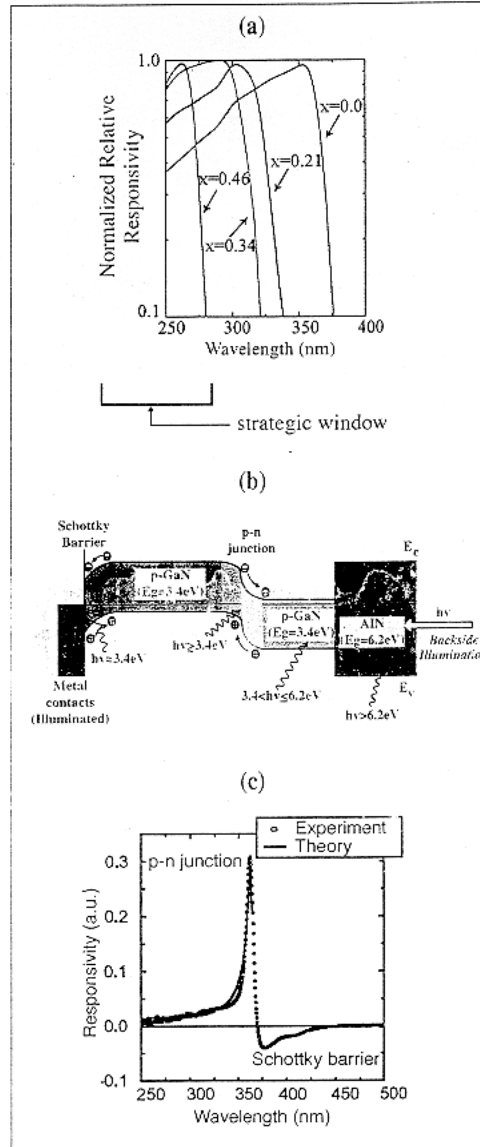 (a)
Normalized Relative
Responsivity
1.0
0.1
x=0.0
x=0.21
x=0.46
x=0.34
250 300 350 400
Wavelength (nm)
strategic window
(b)
Schottky
Barrier
p-n
junction
E_c
p-GaN
(Eg=3.4eV)
hν≥3.4eV
p-GaN
(Eg=3.4eV)
AlN
(Eg=6.2eV)
hν
Backside
Illumination
hν≥3.4eV
Metal
contacts
(Illuminated)
3.4<hν≤6.2eV
E_v
hν>6.2eV
(c)
Experiment
Theory
p-n junction
Responsivity (a.u.)
0.3
0.2
0.1
0.0
-0.1
Schottky barrier
250 300 350 400 450 500
Wavelength (nm)